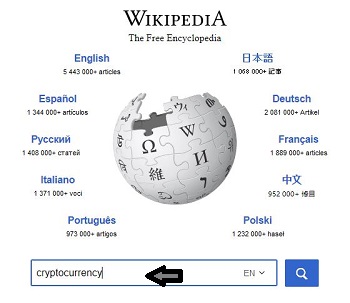 WIKIPEDIA
The Free Encyclopedia
English
5 443 000+ articles
日本語
1 068 000+ 記事
Español
1 344 000+ artículos
Deutsch
2 081 000+ Artikel
Русский
1 408 000+ статей
Français
1 889 000+ articles
Italiano
1 371 000+ voci
中文
952 000+ 條目
Português
973 000+ artigos
Polski
1 232 000+ haseł
Ω
W
И
維
cryptocurrency
EN